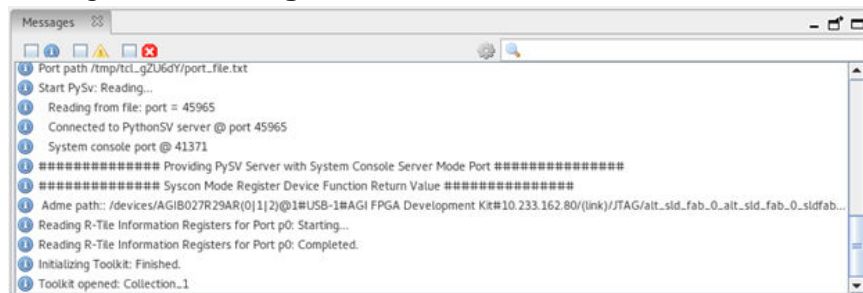 Messages
Port path /tmp/tcl_gZU6dY/port_file.txt
Start PySv: Reading...
Reading from file: port = 45965
Connected to PythonSV server @ port 45965
System console port @ 41371
############## Providing PySV Server with System Console Server Mode Port ###############
############## Syscon Mode Register Device Function Return Value ###############
Adme path:: /devices/AGIB027R29AR(0|1|2)@1#USB-1#AGI FPGA Development Kit#10.233.162.80/(link)/JTAG/alt_sld_fab_0_alt_sld_fab_0_sldfab...
Reading R-Tile Information Registers for Port p0: Starting...
Reading R-Tile Information Registers for Port p0: Completed.
Initializing Toolkit: Finished.
Toolkit opened: Collection_1